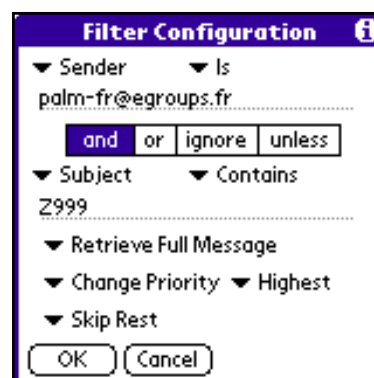 Filter Configuration i
Sender Is
palm-fr@egroups.fr
and or ignore unless
Subject Contains
Z999
Retrieve Full Message
Change Priority Highest
Skip Rest
OK Cancel